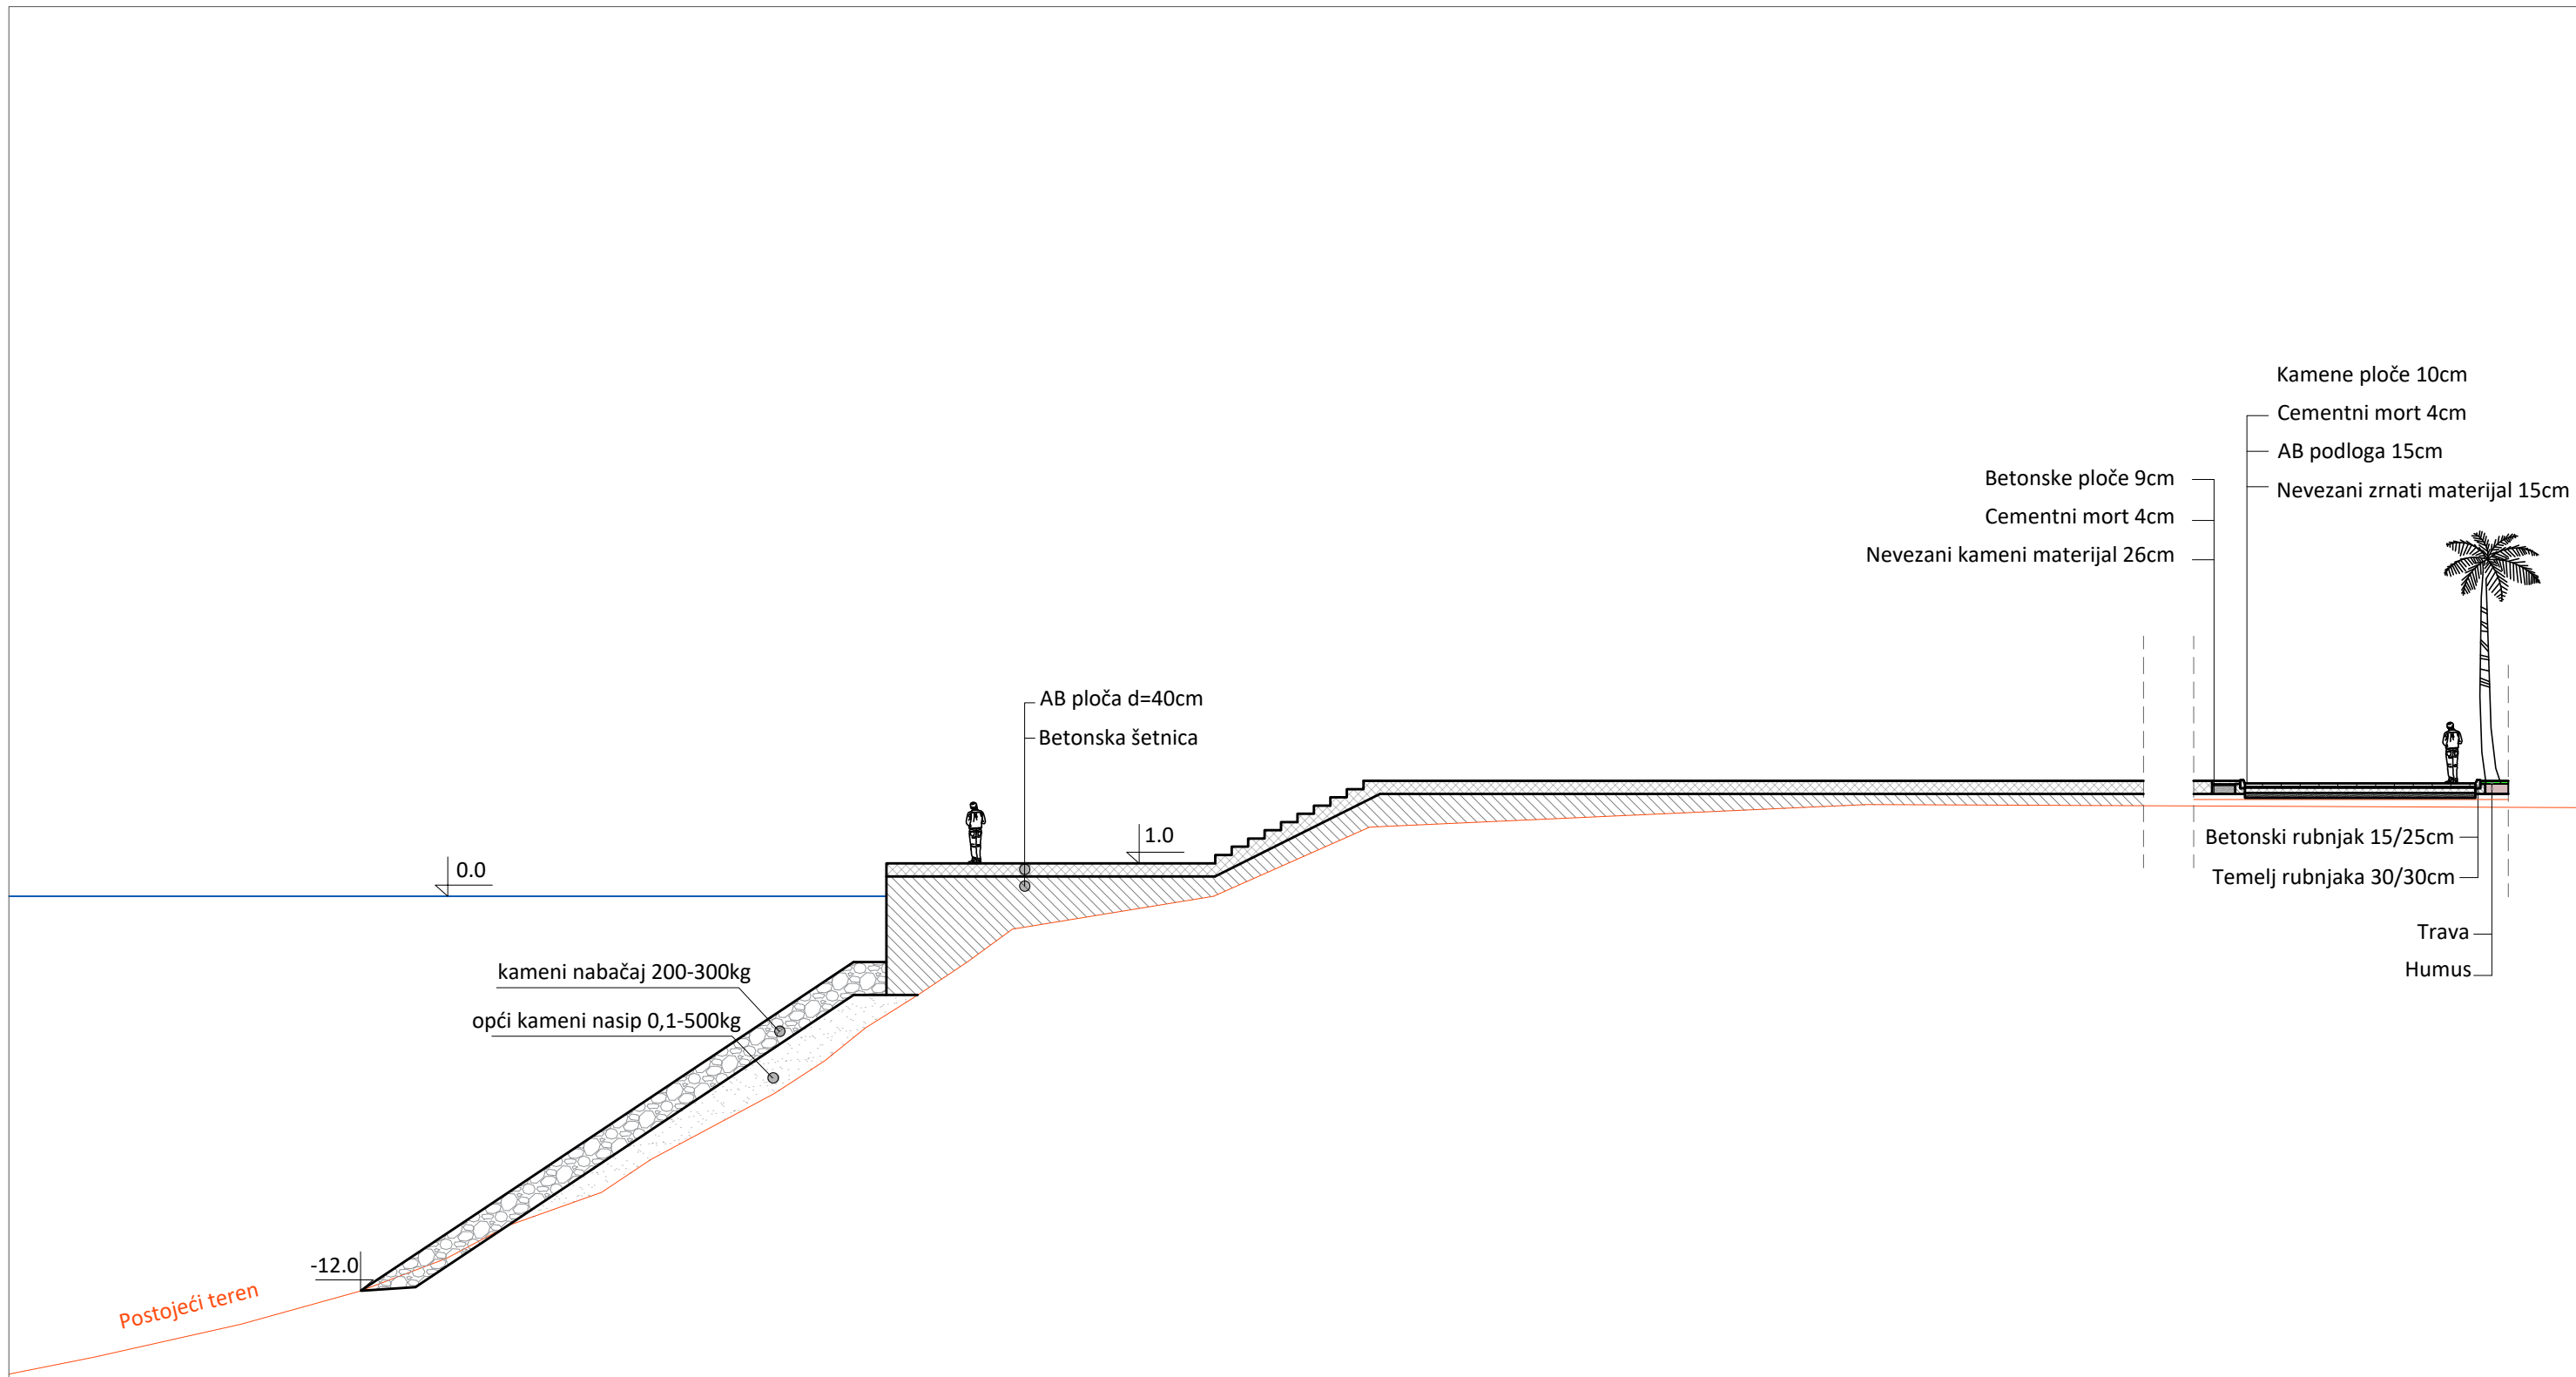 Kamene ploče 10cm
Cementni mort 4cm
AB podloga 15cm
Nevezani zrnati materijal 15cm
Betonske ploče 9cm
Cementni mort 4cm
Nevezani kameni materijal 26cm
AB ploča d=40cm
Betonska šetnica
1.0
0.0
Betonski rubnjak 15/25cm
Temelj rubnjaka 30/30cm
Trava
Humus
kameni nabačaj 200-300kg
opći kameni nasip 0,1-500kg
-12.0
Postojeći teren